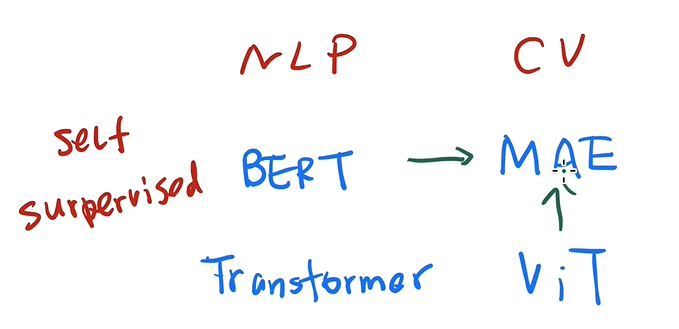 NLP CV
self
surpervised
BERT → MAE
↑
Transformer ViT